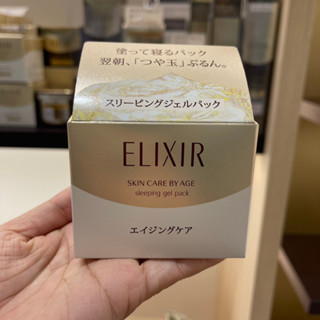 塗って寝るパック
翌朝、「つや玉」ぷるん。
スリーピングジェルパック
ELIXIR
SKIN CARE BY AGE
sleeping gel pack
エイジングケア